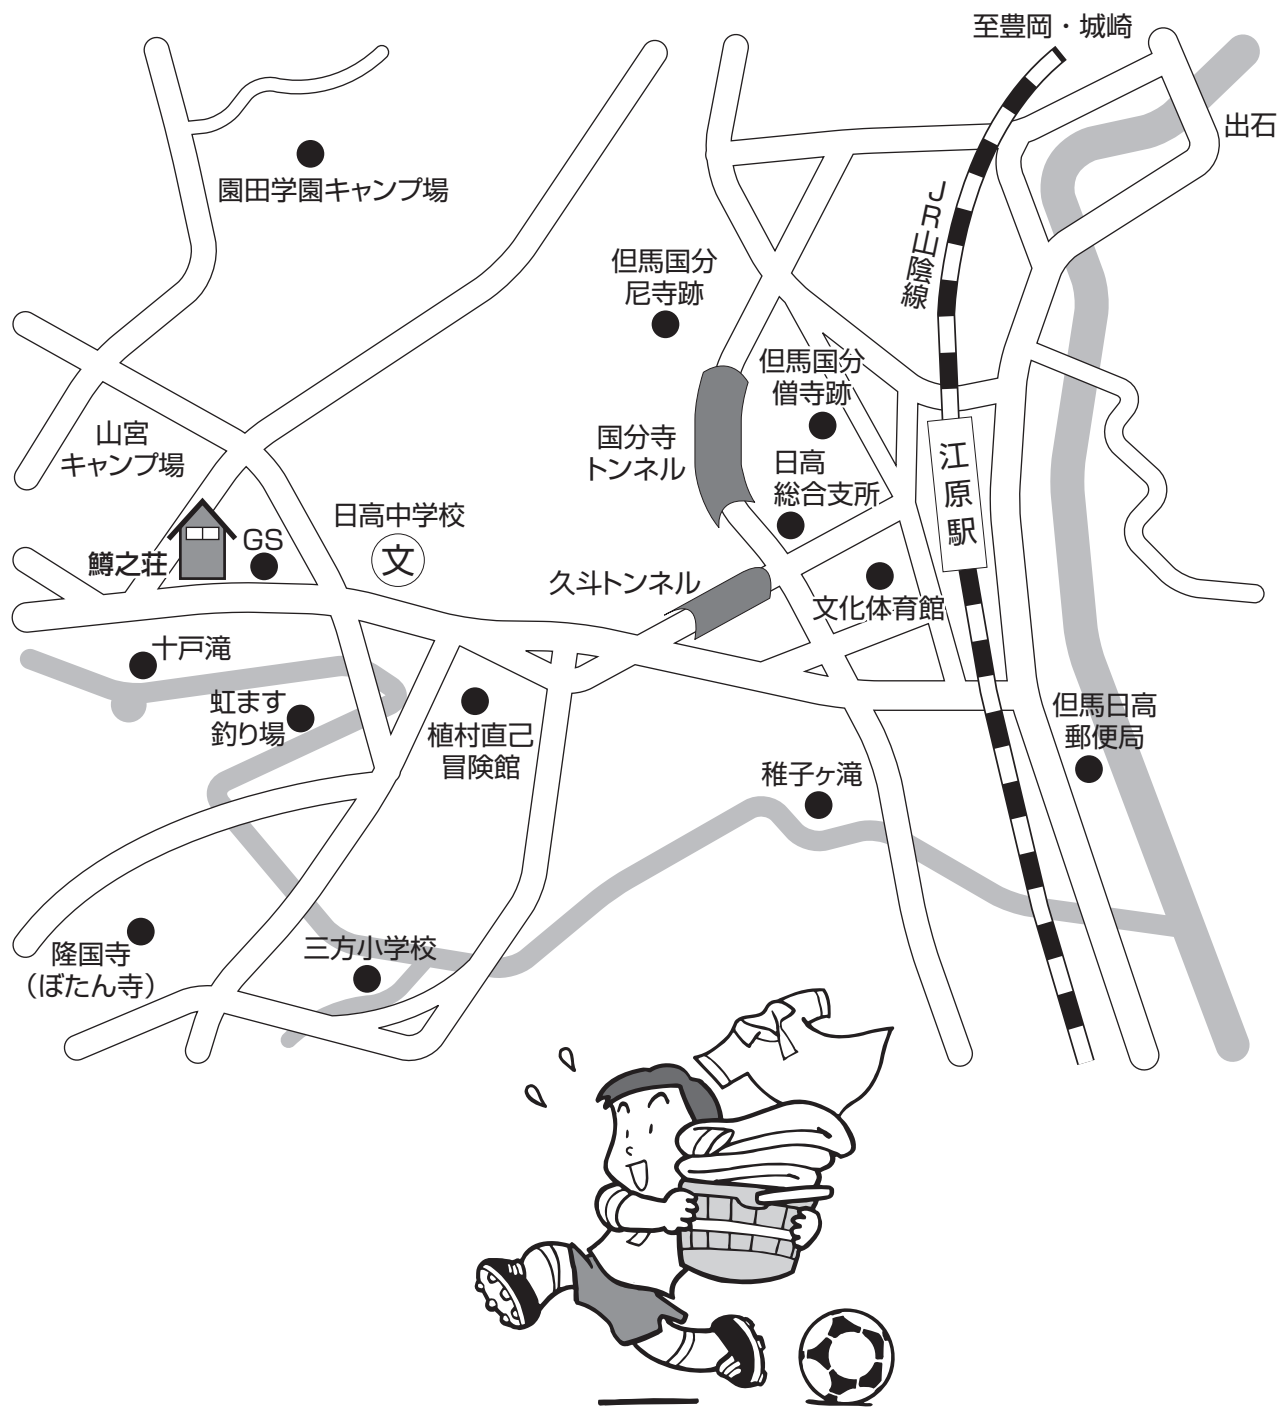 至豊岡・城崎
出石
園田学園キャンプ場
JR山陰線
但馬国分
尼寺跡
但馬国分
僧寺跡
山宮
キャンプ場
国分寺
トンネル
江原駅
日高
総合支所
日高中学校
文
GS
鱒之荘
久斗トンネル
文化体育館
十戸滝
虹ます
釣り場
植村直己
冒険館
但馬日高
郵便局
稚子ヶ滝
隆国寺
（ぼたん寺）
三方小学校